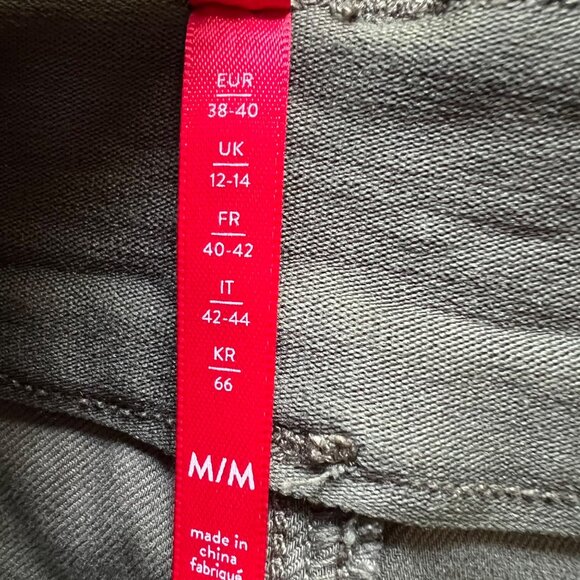 EUR
38-40
UK
12-14
FR
40-42
IT
42-44
KR
66
M/M
made in
china
fabriqué